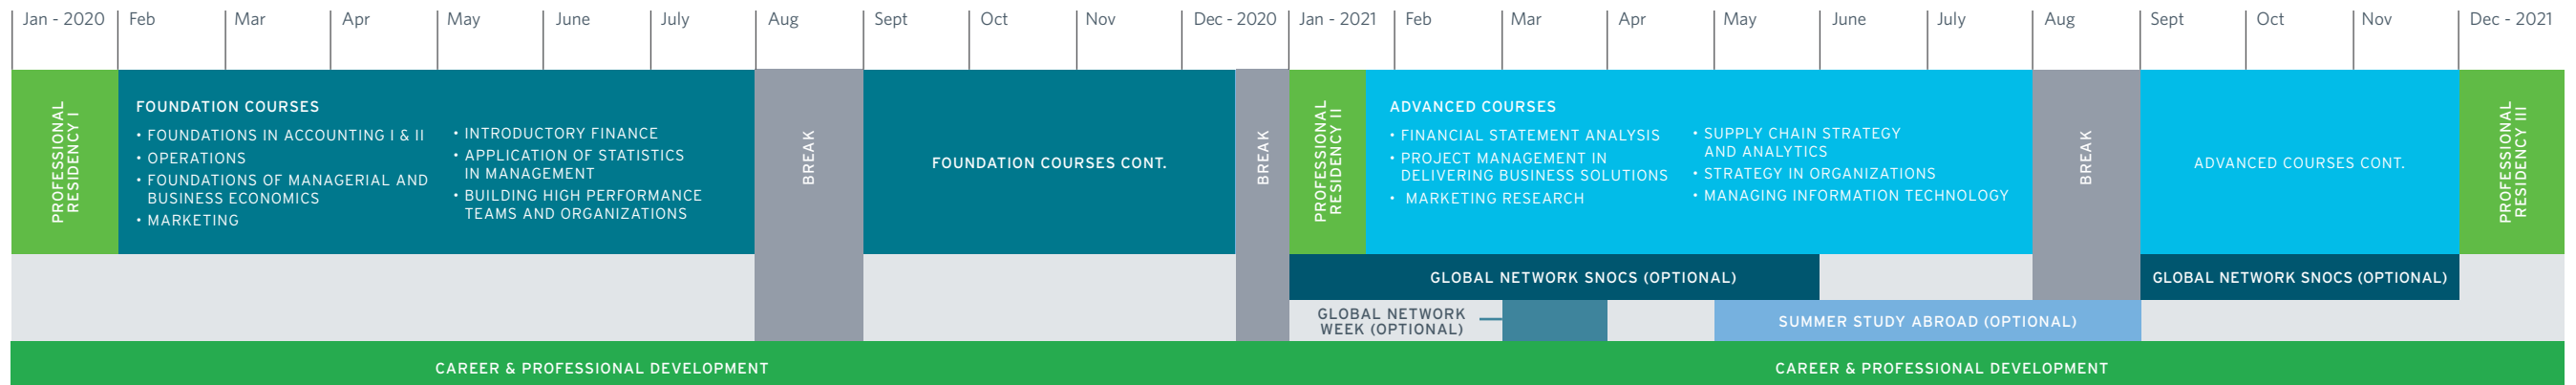 Jan - 2020 Feb Mar Apr May June July Aug Sept Oct Nov Dec - 2020 Jan - 2021 Feb Mar Apr May June July Aug Sept Oct Nov Dec - 2021
PROFESSIONAL
RESIDENCY I
FOUNDATION COURSES
• FOUNDATIONS IN ACCOUNTING I & II
• OPERATIONS
• FOUNDATIONS OF MANAGERIAL AND
BUSINESS ECONOMICS
• MARKETING
• INTRODUCTORY FINANCE
• APPLICATION OF STATISTICS
IN MANAGEMENT
• BUILDING HIGH PERFORMANCE
TEAMS AND ORGANIZATIONS
BREAK
FOUNDATION COURSES CONT.
BREAK
PROFESSIONAL
RESIDENCY II
ADVANCED COURSES
• FINANCIAL STATEMENT ANALYSIS
• PROJECT MANAGEMENT IN
DELIVERING BUSINESS SOLUTIONS
• MARKETING RESEARCH
• SUPPLY CHAIN STRATEGY
AND ANALYTICS
• STRATEGY IN ORGANIZATIONS
• MANAGING INFORMATION TECHNOLOGY
BREAK
ADVANCED COURSES CONT.
PROFESSIONAL
RESIDENCY III
GLOBAL NETWORK SNOCS (OPTIONAL)
GLOBAL NETWORK SNOCS (OPTIONAL)
GLOBAL NETWORK
WEEK (OPTIONAL)
SUMMER STUDY ABROAD (OPTIONAL)
CAREER & PROFESSIONAL DEVELOPMENT
CAREER & PROFESSIONAL DEVELOPMENT